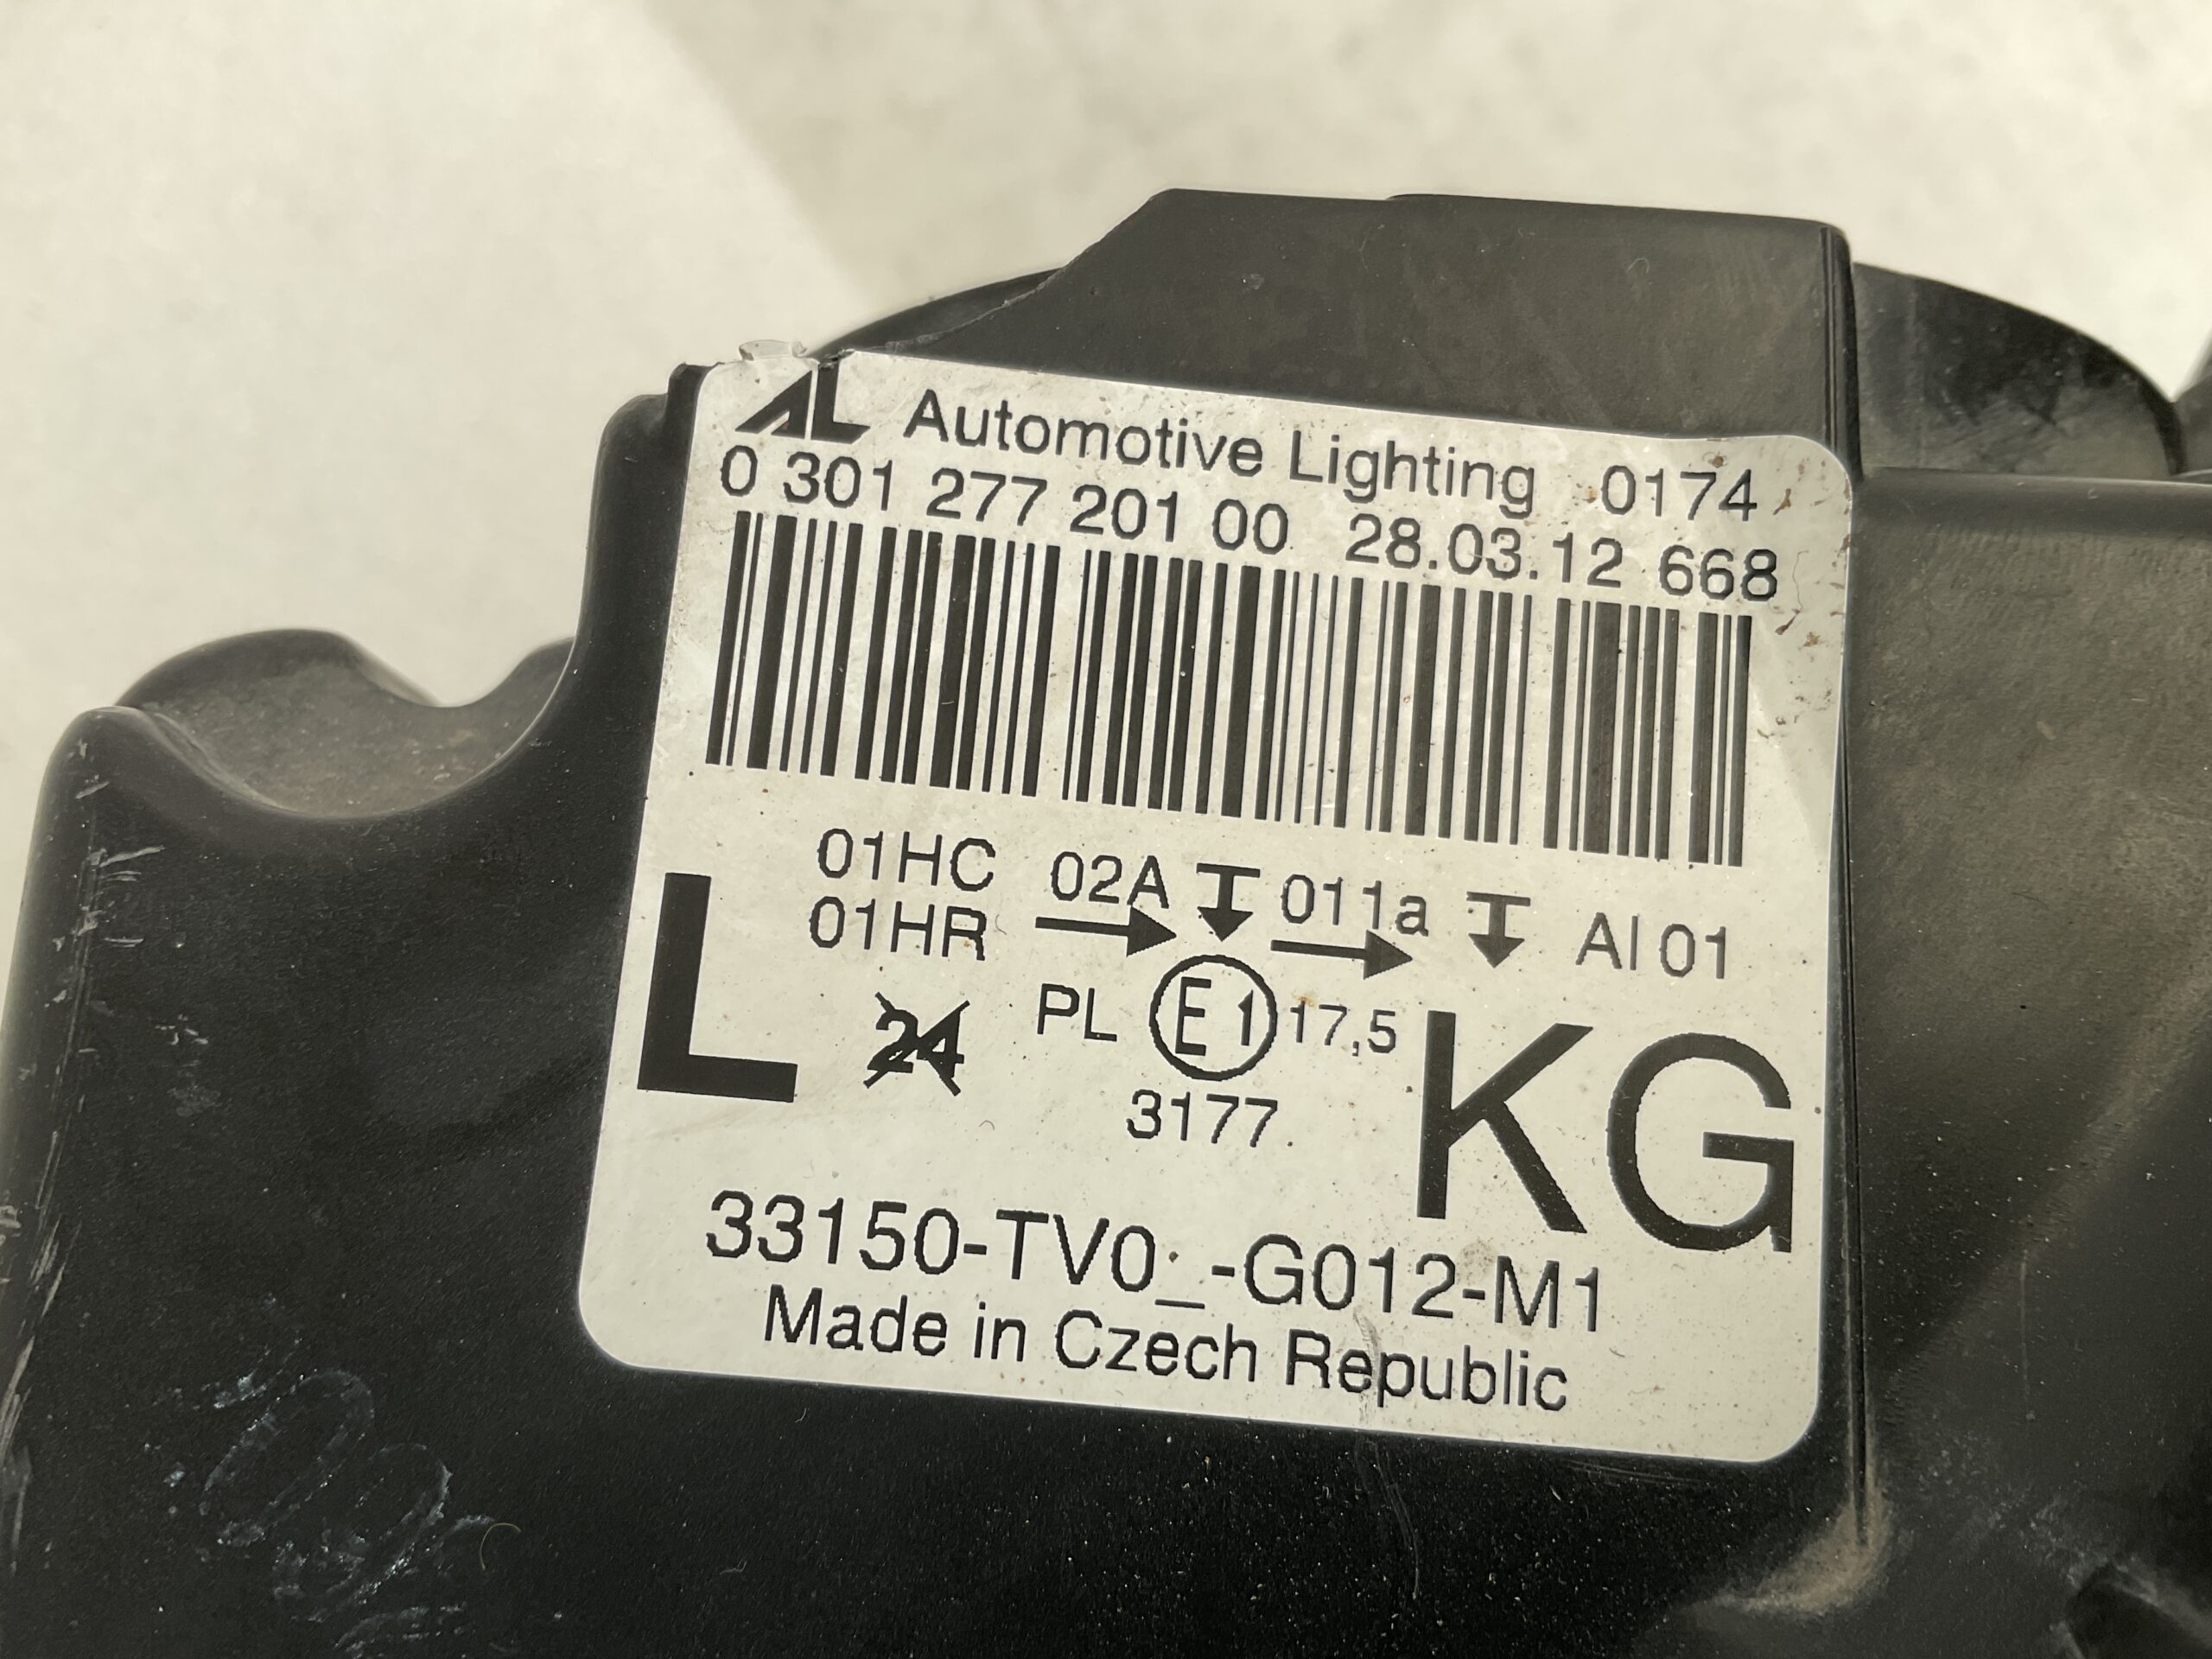 AL Automotive Lighting 0174
0 301 277 201 00 28.03.12 668
01HC 02A 011a AI 01
01HR
L 24 PL E1 17,5 KG
3177
33150-TV0_-G012-M1
Made in Czech Republic